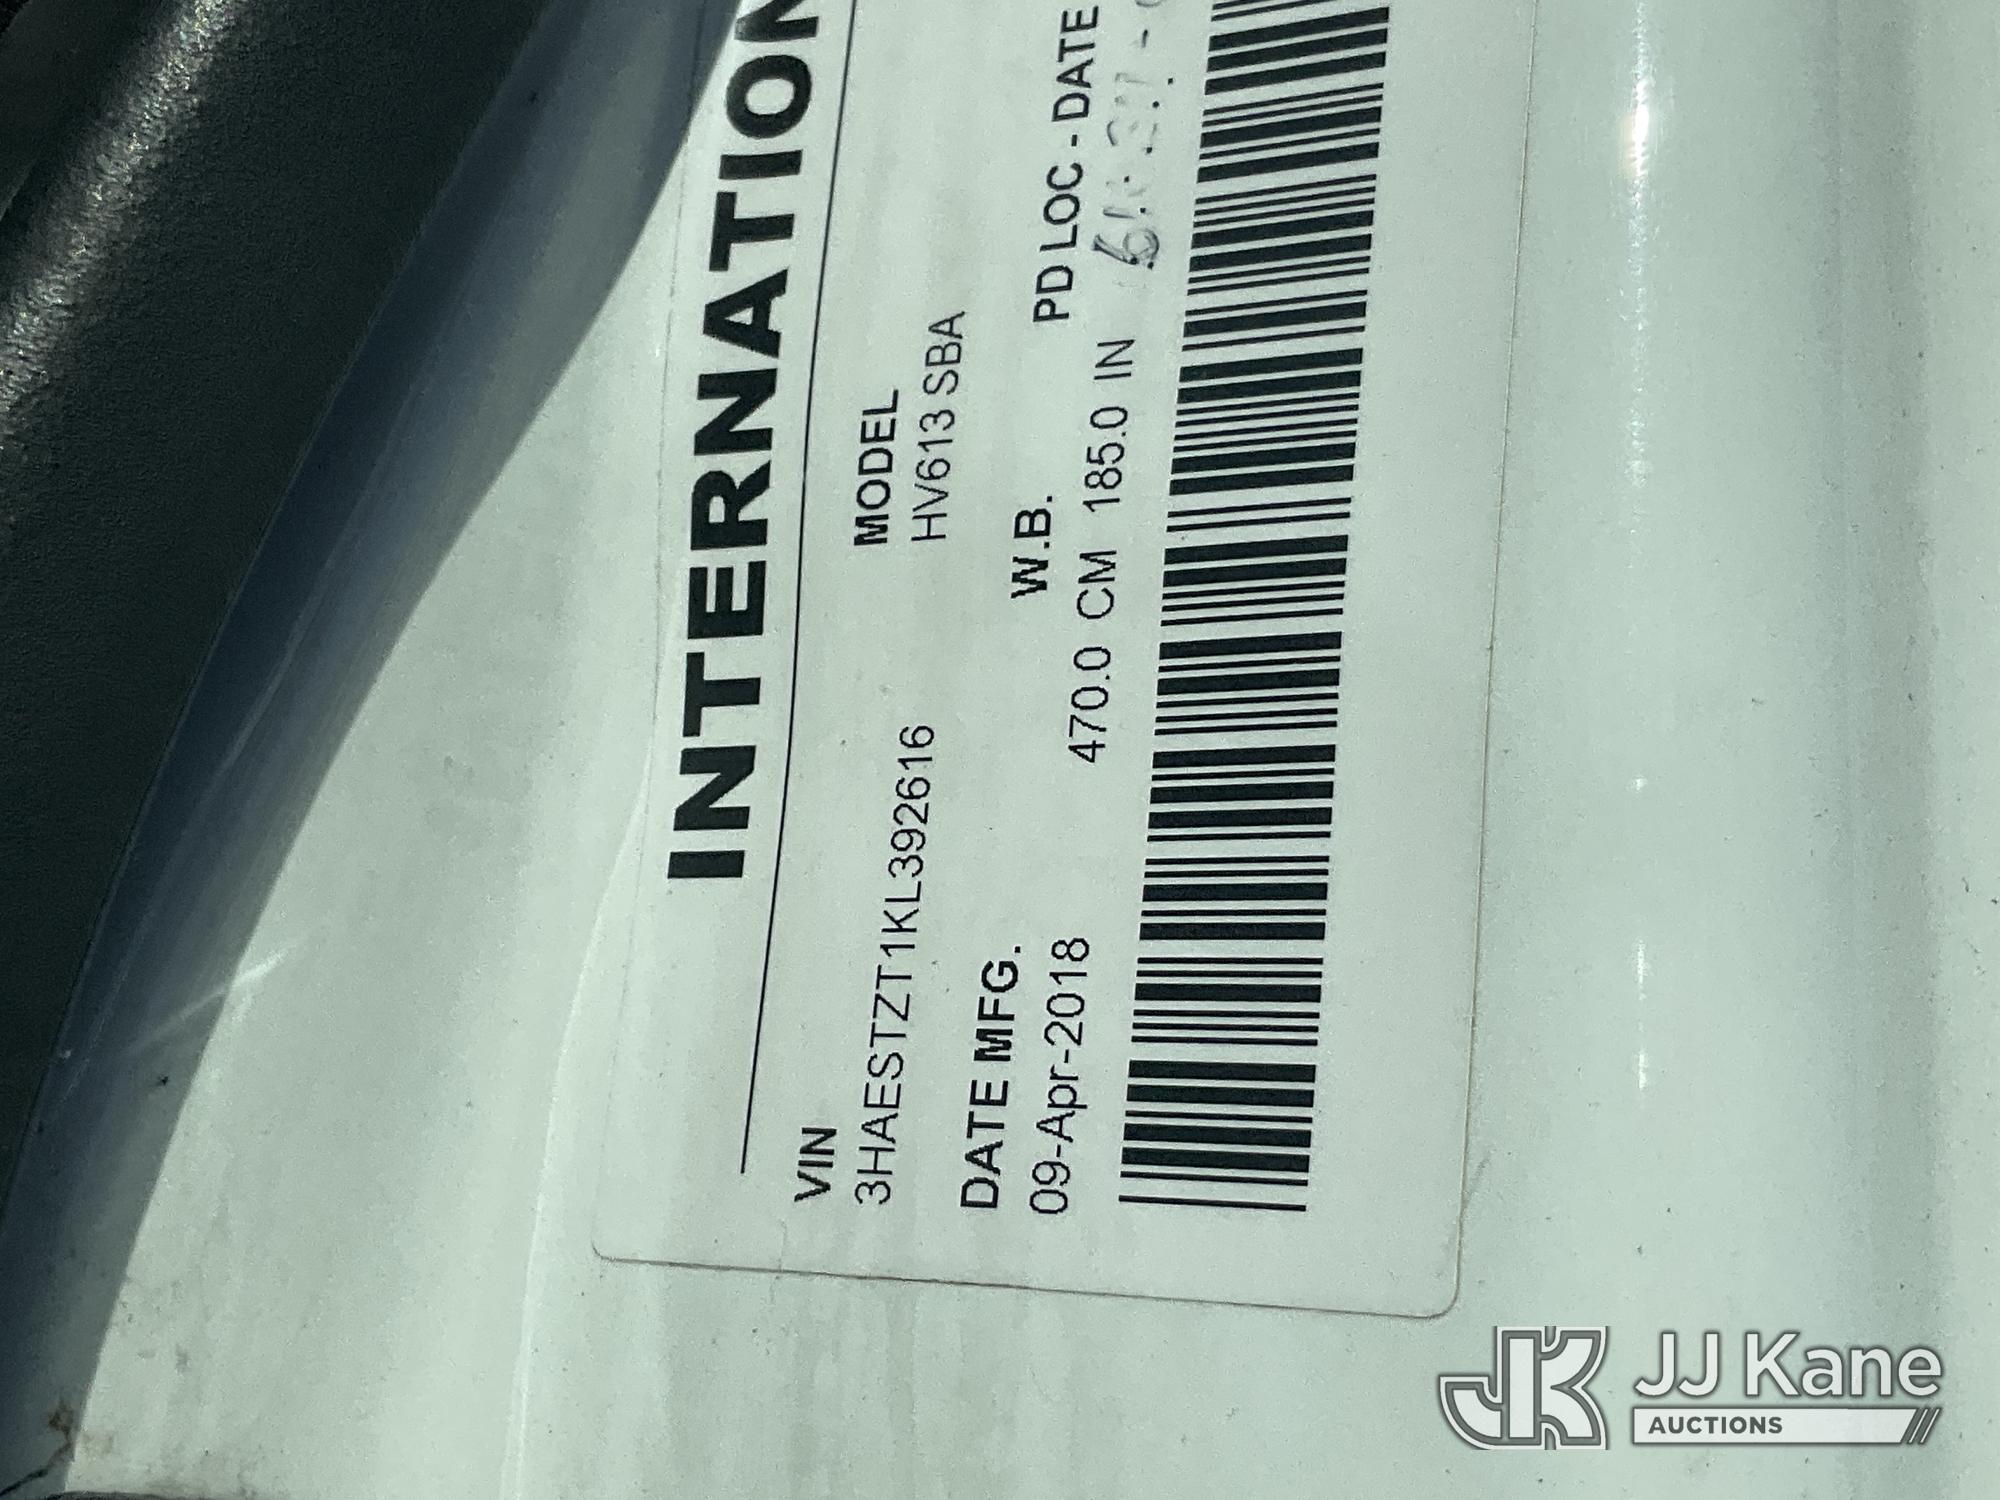 INTERNATION
VIN
3HAESTZT1KL392616
MODEL
HV613 SBA
DATE MFG.
09-Apr-2018
W.B.
470.0 CM 185.0 IN
PD LOC - DATE
JJ Kane
AUCTIONS